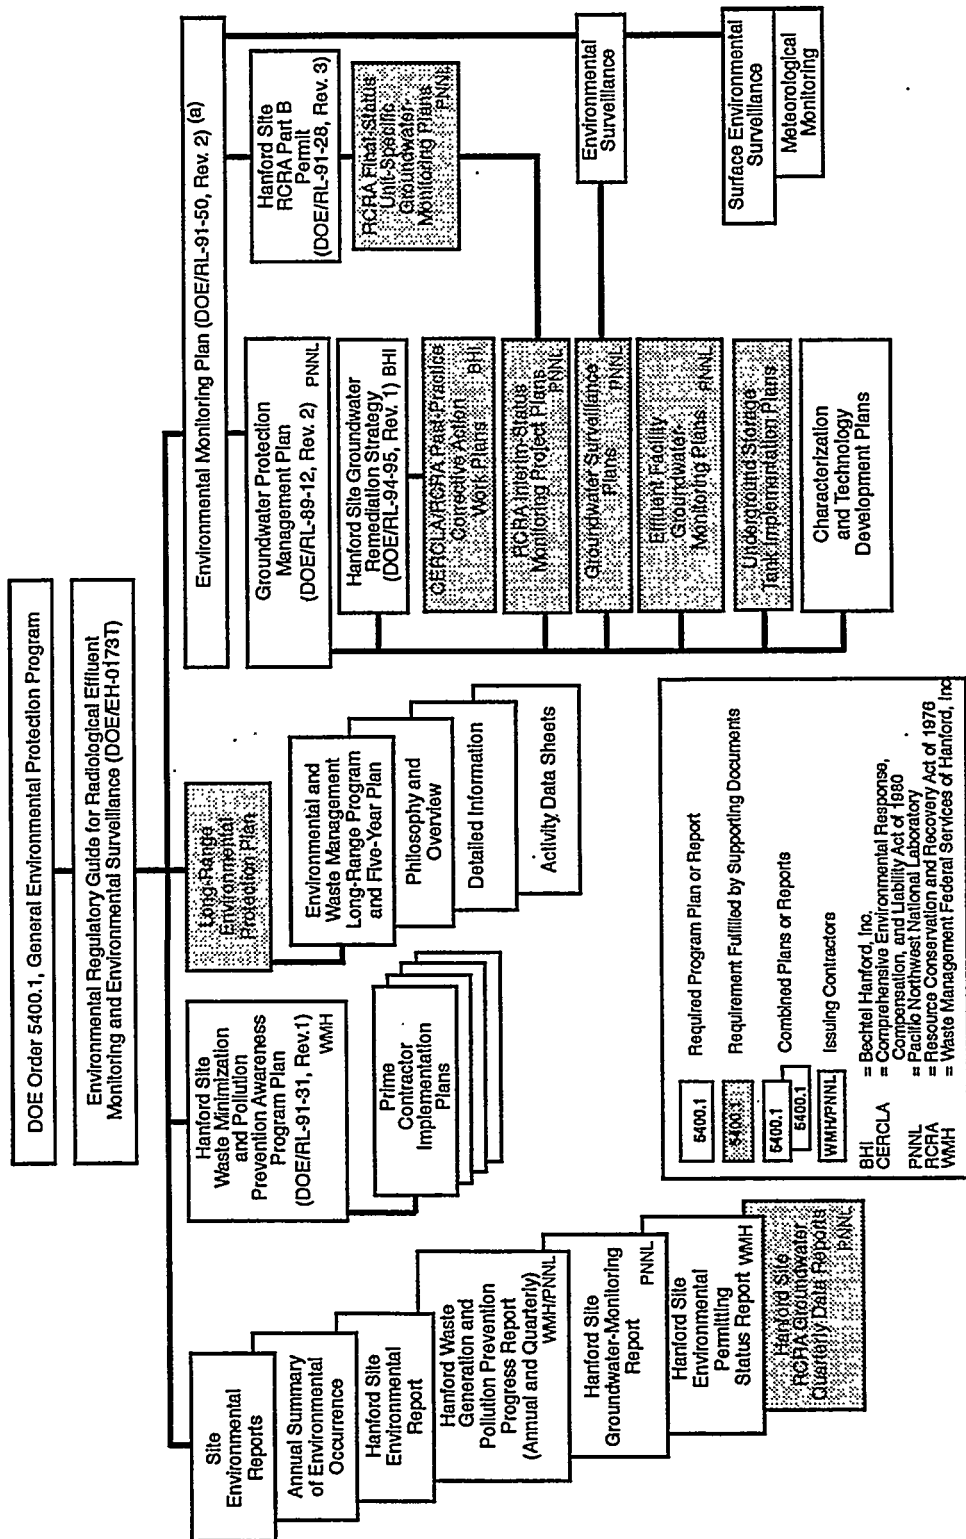 DOE Order 5400.1, General Environmental Protection Program
Environmental Regulatory Guide for Radiological Effluent
Monitoring and Environmental Surveillance (DOE/EH-0173T)
Site
Environmental
Reports
Annual Summary
of Environmental
Occurrence
Hanford Site
Environmental
Report
Hanford Waste
Generation and
Pollution Prevention
Progress Report
(Annual and Quarterly)
WMH/PNNL
Hanford Site
Groundwater-Monitoring
Report
PNNL
Hanford Site
Environmental
Permitting
Status Report WMH
Hanford Site
RCRA Groundwater
Quarterly Data Reports
PNNL
Hanford Site
Waste Minimization
and Pollution
Prevention Awareness
Program Plan
(DOE/RL-91-31, Rev.1)
WMH
Prime
Contractor
Implementation
Plans
Long-Range
Environmental
Protection Plan
Environmental and
Waste Management
Long-Range Program
and Five-Year Plan
Philosophy and
Overview
Detailed Information
Activity Data Sheets
Environmental Monitoring Plan (DOE/RL-91-50, Rev. 2) (a)
Groundwater Protection
Management Plan
(DOE/RL-89-12, Rev. 2) PNNL
Hanford Site Groundwater
Remediation Strategy
(DOE/RL-94-95, Rev. 1) BHI
CERCLA/RCRA Past-Practice
Corrective Action
Work Plans BHI
RCRA Interim-Status
Monitoring Project Plans
PNNL
Groundwater Surveillance
Plans PNNL
Effluent Facility
Groundwater-
Monitoring Plans PNNL
Underground Storage
Tank Implementation Plans
Characterization
and Technology
Development Plans
Hanford Site
RCRA Part B
Permit
(DOE/RL-91-28, Rev. 3)
RCRA Final-Status
Unit-Specific
Groundwater-
Monitoring Plans
PNNL
Environmental
Surveillance
Surface Environmental
Surveillance
Meteorological
Monitoring
5400.1 Required Program Plan or Report
5400.1 Requirement Fulfilled by Supporting Documents
5400.1
5400.1 Combined Plans or Reports
WMH/PNNL Issuing Contractors
BHI = Bechtel Hanford, Inc.
CERCLA = Comprehensive Environmental Response,
Compensation, and Liability Act of 1980
PNNL = Pacific Northwest National Laboratory
RCRA = Resource Conservation and Recovery Act of 1976
WMH = Waste Management Federal Services of Hanford, Inc.